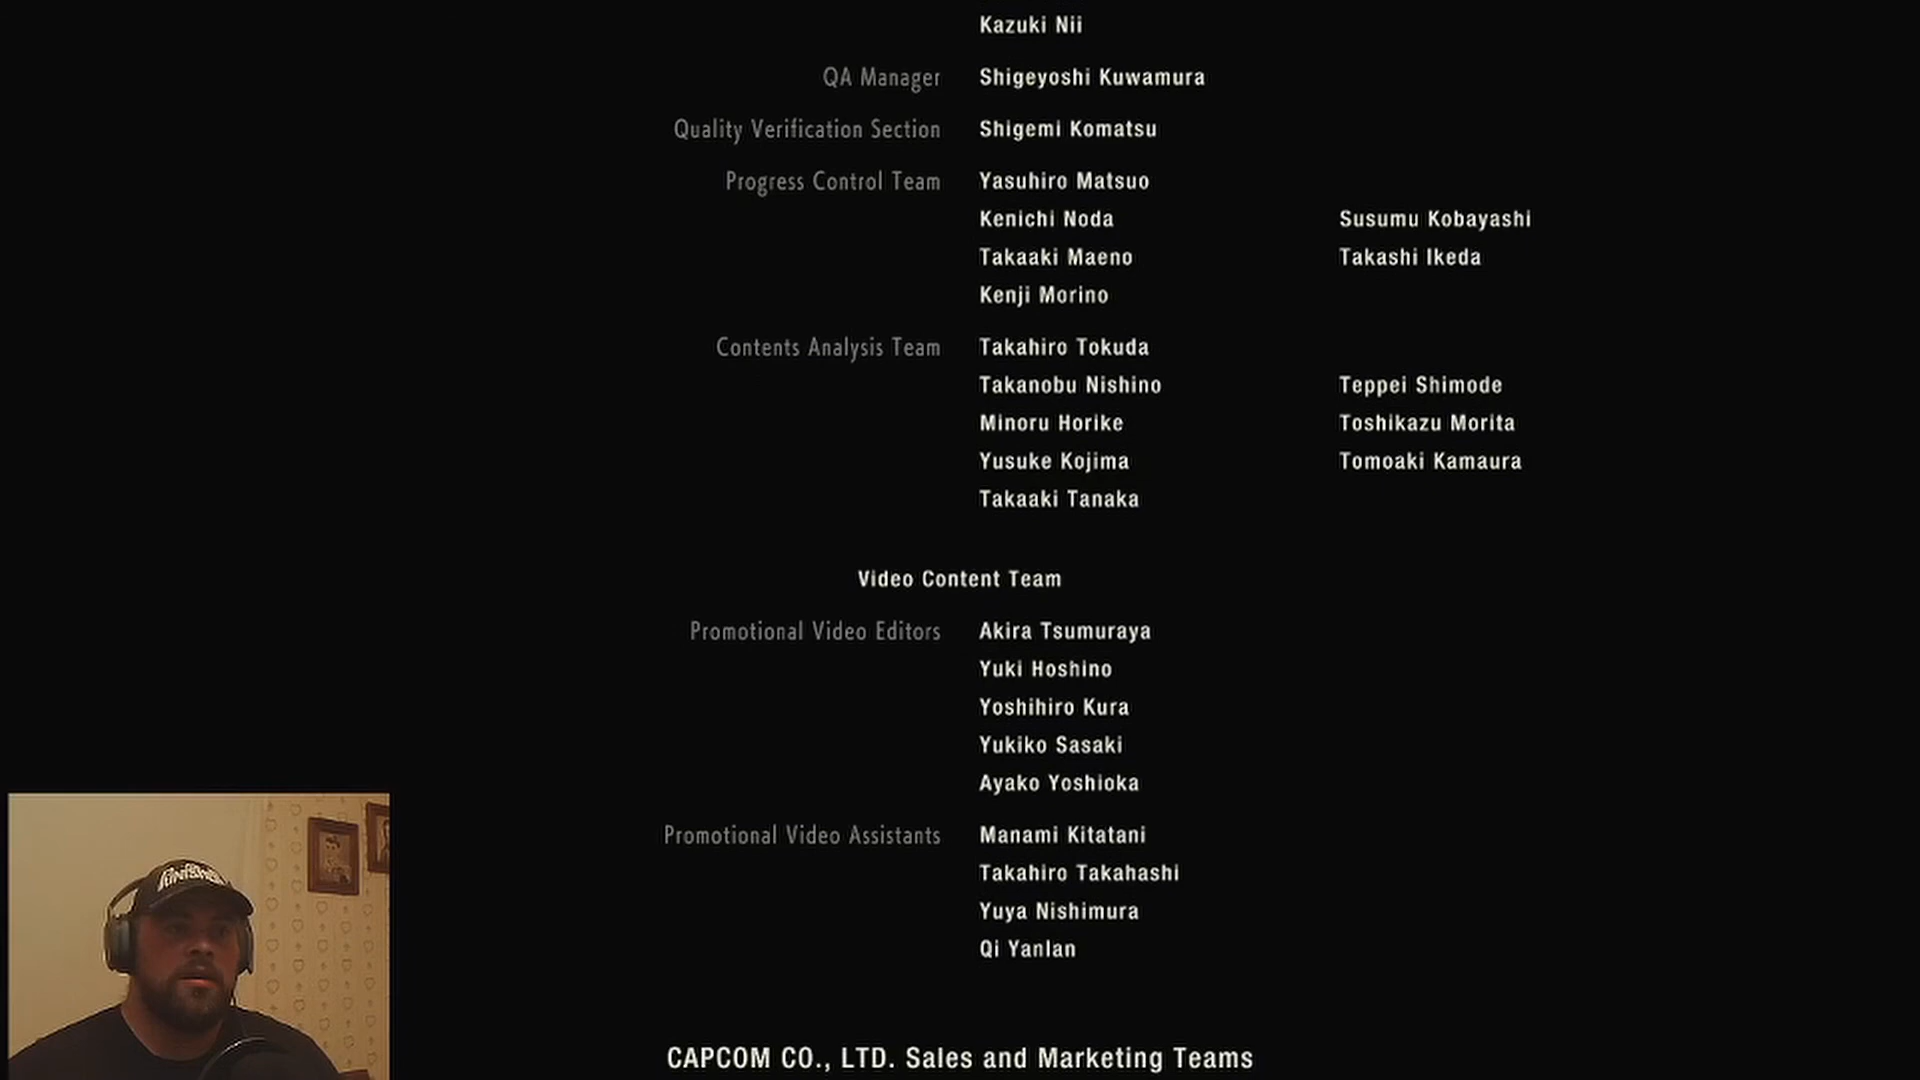 Kazuki Nii
QA Manager Shigeyoshi Kuwamura
Quality Verification Section Shigemi Komatsu
Progress Control Team Yasuhiro Matsuo
Kenichi Noda Susumu Kobayashi
Takaaki Maeno Takashi Ikeda
Kenji Morino
Contents Analysis Team Takahiro Tokuda
Takanobu Nishino Teppei Shimode
Minoru Horike Toshikazu Morita
Yusuke Kojima Tomoaki Kamaura
Takaaki Tanaka
Video Content Team
Promotional Video Editors Akira Tsumuraya
Yuki Hoshino
Yoshihiro Kura
Yukiko Sasaki
Ayako Yoshioka
Promotional Video Assistants Manami Kitatani
Takahiro Takahashi
Yuya Nishimura
Qi Yanlan
CAPCOM CO., LTD. Sales and Marketing Teams